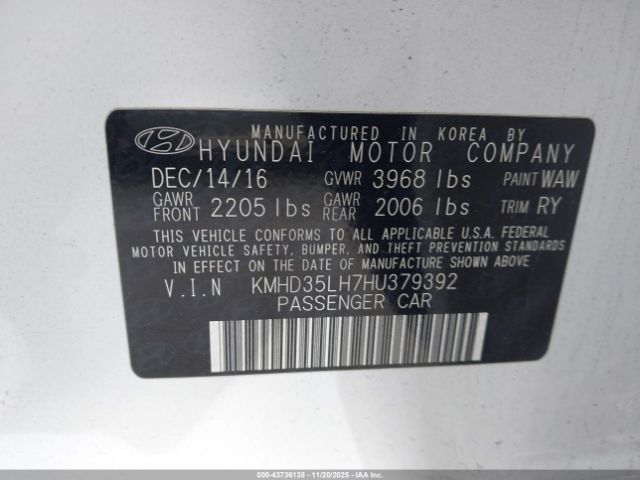 MANUFACTURED IN KOREA BY
HYUNDAI MOTOR COMPANY
DEC/14/16 GVWR 3968 lbs PAINT WAW
GAWR FRONT 2205 lbs GAWR REAR 2006 lbs TRIM RY
THIS VEHICLE CONFORMS TO ALL APPLICABLE U.S.A. FEDERAL
MOTOR VEHICLE SAFETY, BUMPER, AND THEFT PREVENTION STANDARDS
IN EFFECT ON THE DATE OF MANUFACTURE SHOWN ABOVE
V.I.N KMHD35LH7HU379392
PASSENGER CAR
000-43736138 - 11/20/2025 - IAAI.COM